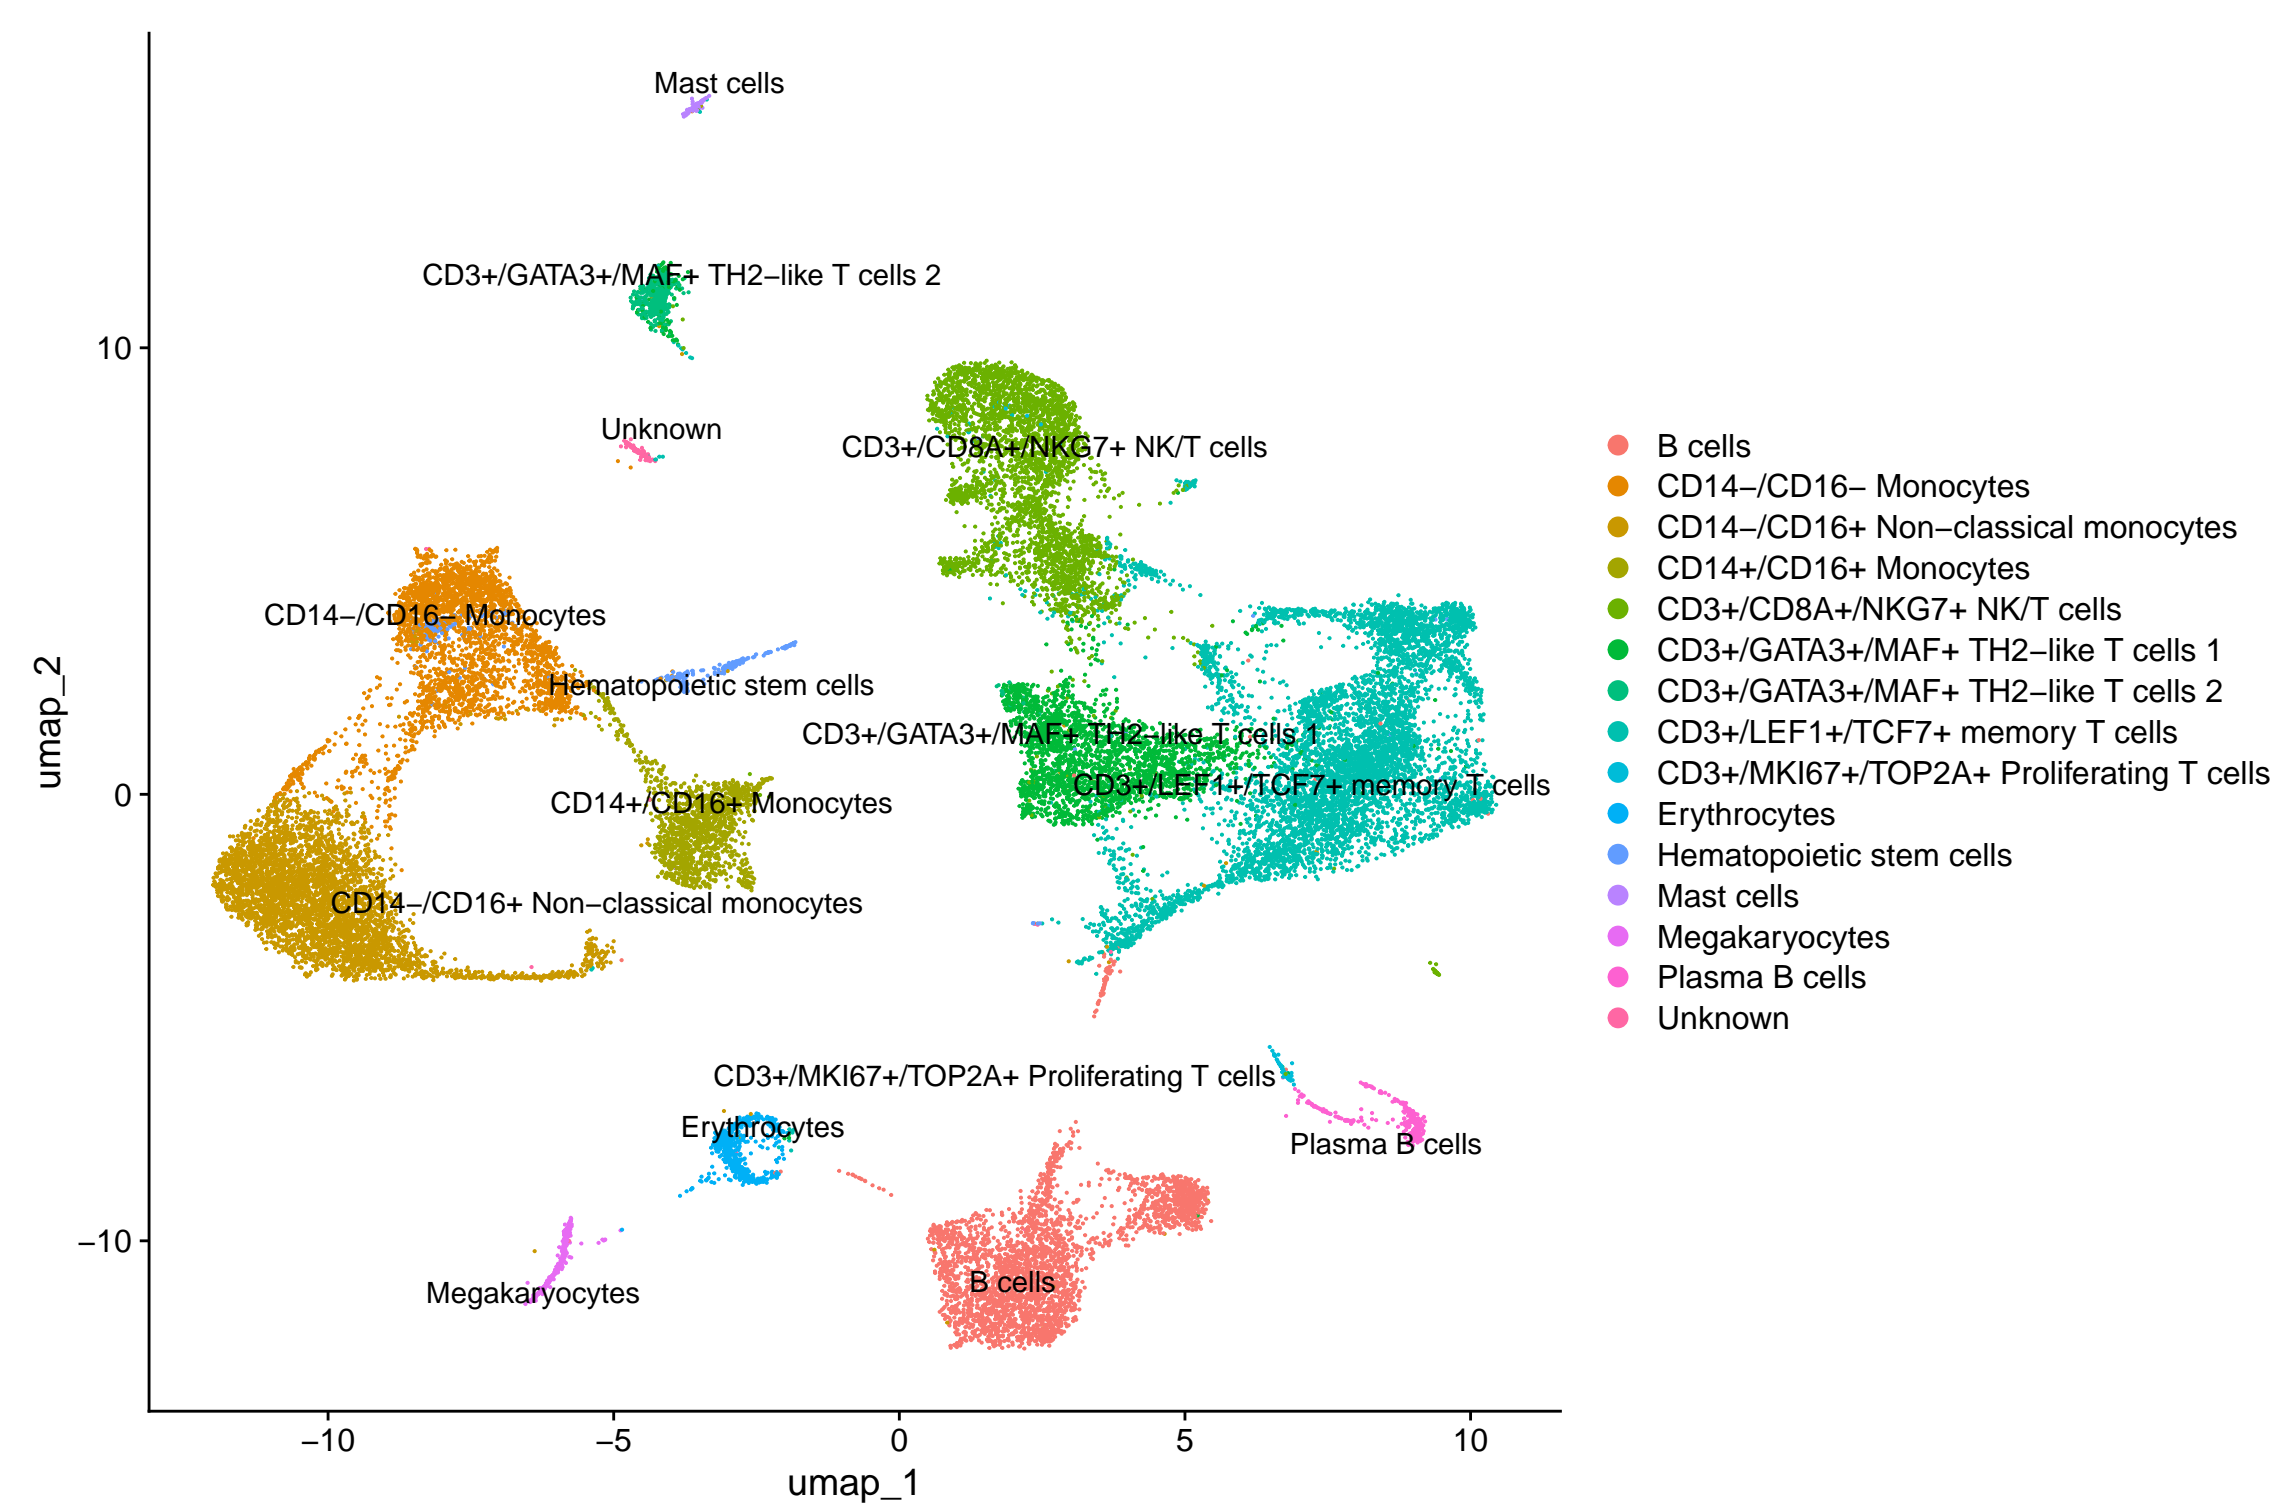 Mast cells
CD3+/GATA3+/MAF+ TH2−like T cells 2
10
Unknown
CD3+/CD8A+/NKG7+ NK/T cells
CD14−/CD16− Monocytes
Hematopoietic stem cells
CD3+/GATA3+/MAF+ TH2−like T cells 1
umap_2
CD3+/LEF1+/TCF7+ memory T cells
0
CD14+/CD16+ Monocytes
CD14−/CD16+ Non−classical monocytes
CD3+/MKI67+/TOP2A+ Proliferating T cells
Erythrocytes
Plasma B cells
−10
B cells
Megakaryocytes
−10
−5
0
5
10
umap_1
B cells
CD14−/CD16− Monocytes
CD14−/CD16+ Non−classical monocytes
CD14+/CD16+ Monocytes
CD3+/CD8A+/NKG7+ NK/T cells
CD3+/GATA3+/MAF+ TH2−like T cells 1
CD3+/GATA3+/MAF+ TH2−like T cells 2
CD3+/LEF1+/TCF7+ memory T cells
CD3+/MKI67+/TOP2A+ Proliferating T cells
Erythrocytes
Hematopoietic stem cells
Mast cells
Megakaryocytes
Plasma B cells
Unknown